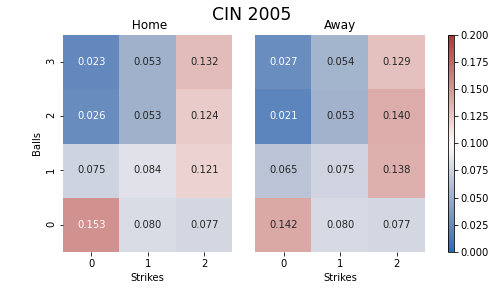 CIN 2005
Home Away
3 0.023 0.053 0.132 0.027 0.054 0.129
2 0.026 0.053 0.124 0.021 0.053 0.140
1 0.075 0.084 0.121 0.065 0.075 0.138
0 0.153 0.080 0.077 0.142 0.080 0.077
Balls
0 1 2 0 1 2
Strikes Strikes
0.200
0.175
0.150
0.125
0.100
0.075
0.050
0.025
0.000